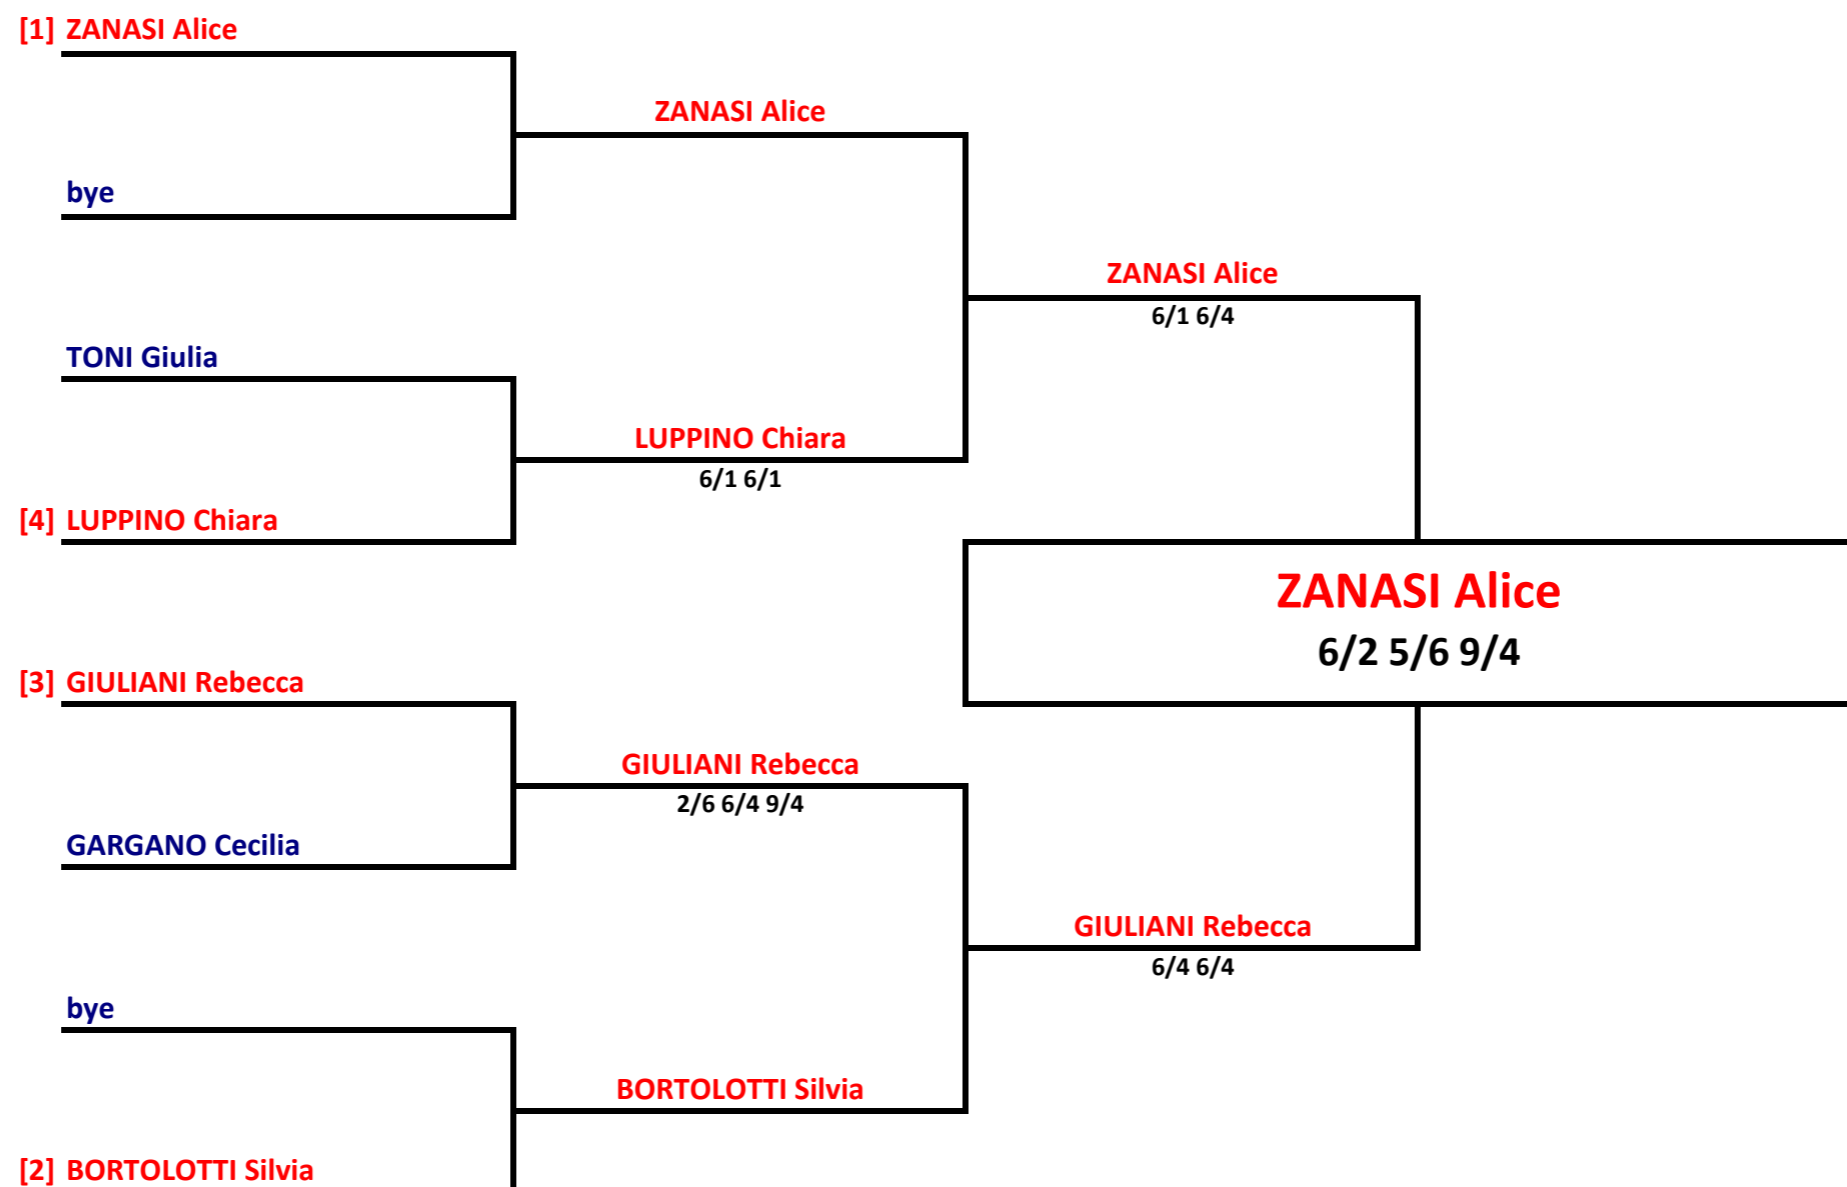 [1] ZANASI Alice
ZANASI Alice
bye
ZANASI Alice
6/1 6/4
TONI Giulia
LUPPINO Chiara
6/1 6/1
[4] LUPPINO Chiara
ZANASI Alice
6/2 5/6 9/4
[3] GIULIANI Rebecca
GIULIANI Rebecca
2/6 6/4 9/4
GARGANO Cecilia
GIULIANI Rebecca
6/4 6/4
bye
BORTOLOTTI Silvia
[2] BORTOLOTTI Silvia